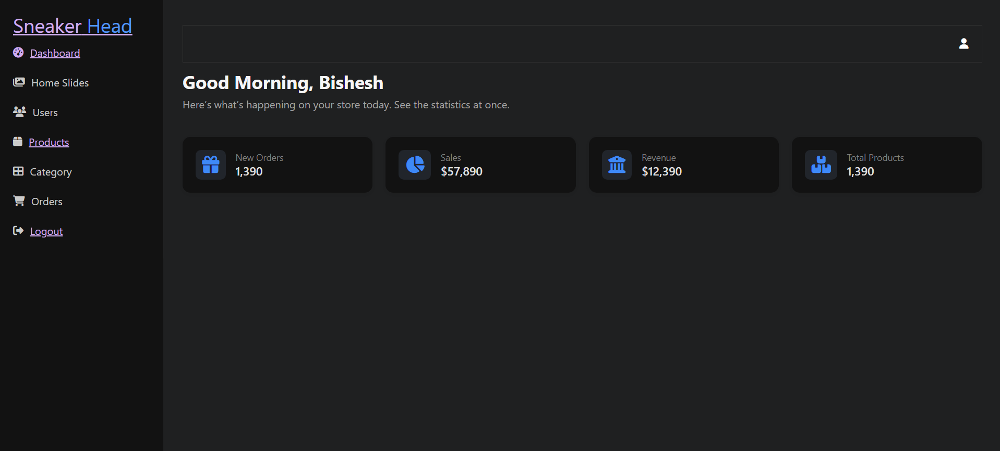 Sneaker Head
Dashboard
Home Slides
Users
Products
Category
Orders
Logout
Good Morning, Bishesh
Here’s what’s happening on your store today. See the statistics at once.
New Orders
1,390
Sales
$57,890
Revenue
$12,390
Total Products
1,390